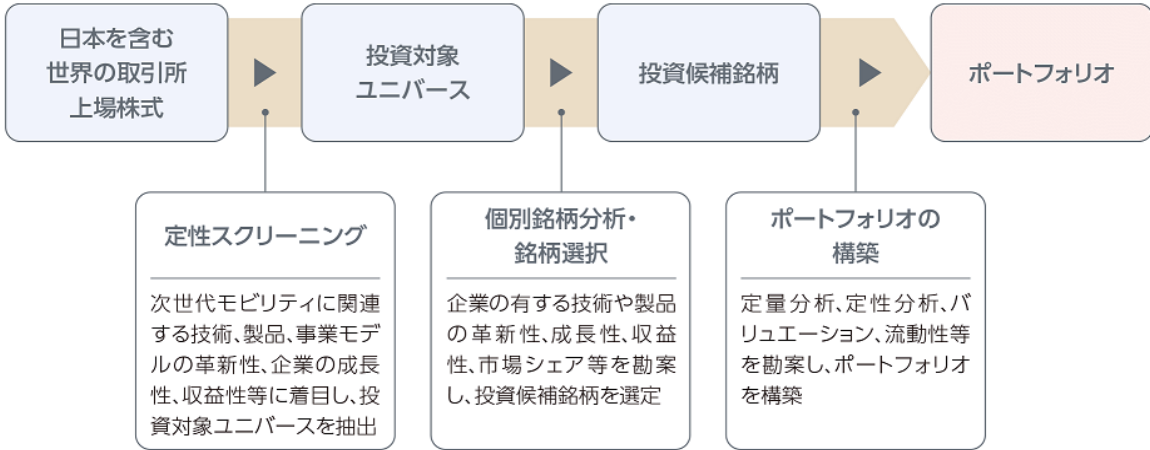 日本を含む
世界の取引所
上場株式
投資対象
ユニバース
投資候補銘柄
ポートフォリオ
定性スクリーニング
次世代モビリティに関連
する技術、製品、事業モデ
ルの革新性、企業の成長
性、収益性等に着目し、投
資対象ユニバースを抽出
個別銘柄分析・
銘柄選択
企業の有する技術や製品
の革新性、成長性、収益
性、市場シェア等を勘案
し、投資候補銘柄を選定
ポートフォリオの
構築
定量分析、定性分析、バ
リュエーション、流動性等
を勘案し、ポートフォリオ
を構築